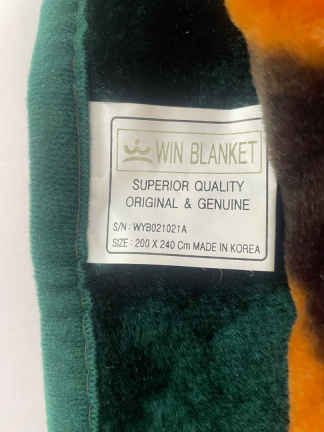 WIN BLANKET
SUPERIOR QUALITY
ORIGINAL & GENUINE
S/N : WYB021021A
SIZE : 200 X 240 Cm MADE IN KOREA